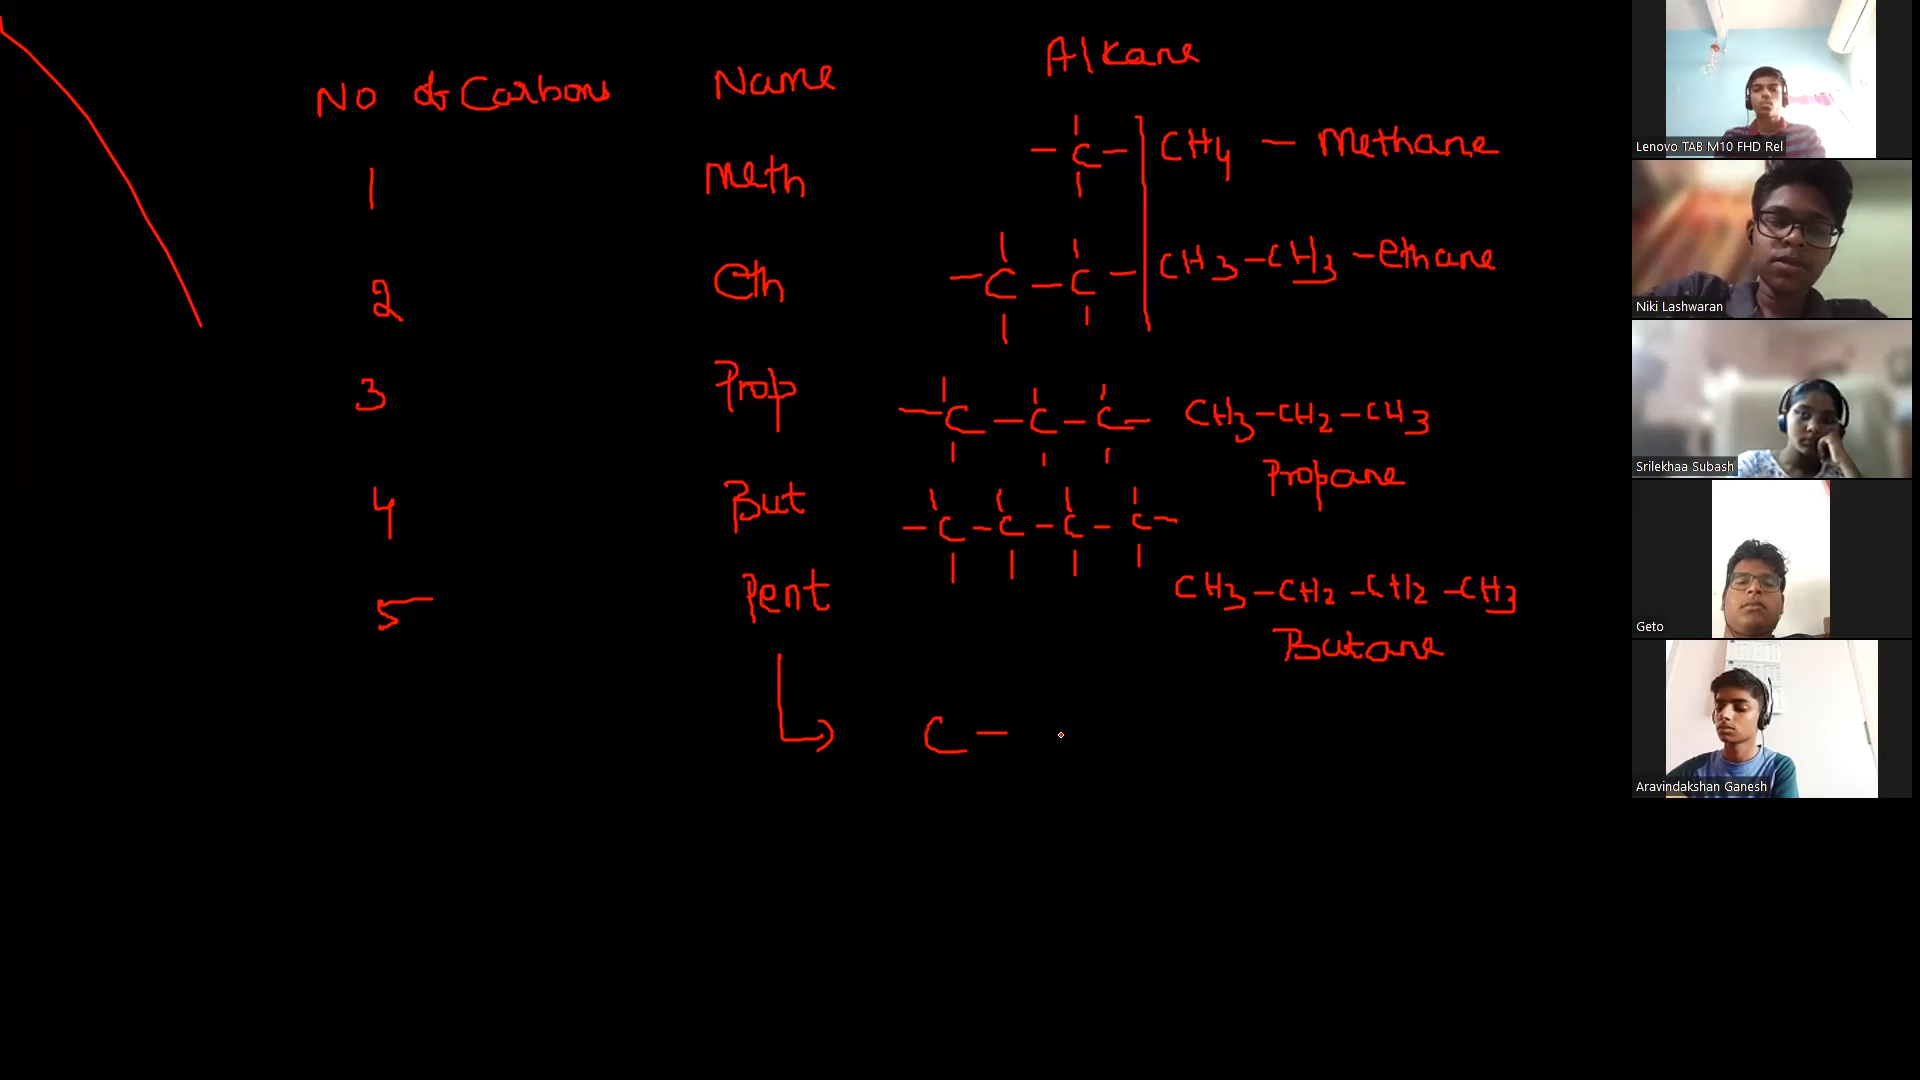 No of Carbons Name Alkane
1 Meth - C - CH4 - Methane
2 Eth - C - C - CH3-CH3 - ethane
3 Prop - C - C - C - CH3-CH2-CH3
Propane
4 But - C - C - C - C -
5 Pent CH3-CH2-CH2-CH3
Butane
C -
Lenovo TAB M10 FHD Rel
Niki Lashwaran
Srilekhaa Subash
Geto
Aravindakshan Ganesh